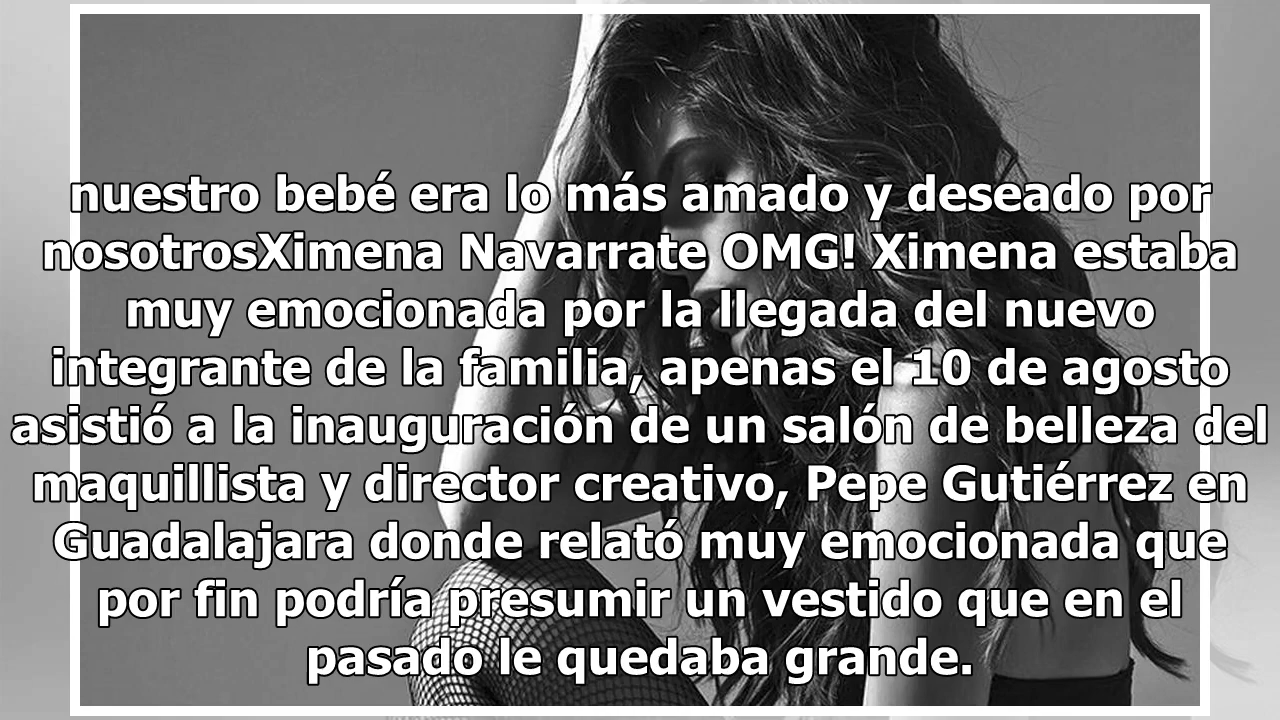 nuestro bebé era lo más amado y deseado por
nosotrosXimena Navarrate OMG! Ximena estaba
muy emocionada por la llegada del nuevo
integrante de la familia, apenas el 10 de agosto
asistió a la inauguración de un salón de belleza del
maquillista y director creativo, Pepe Gutiérrez en
Guadalajara donde relató muy emocionada que
por fin podría presumir un vestido que en el
pasado le quedaba grande.